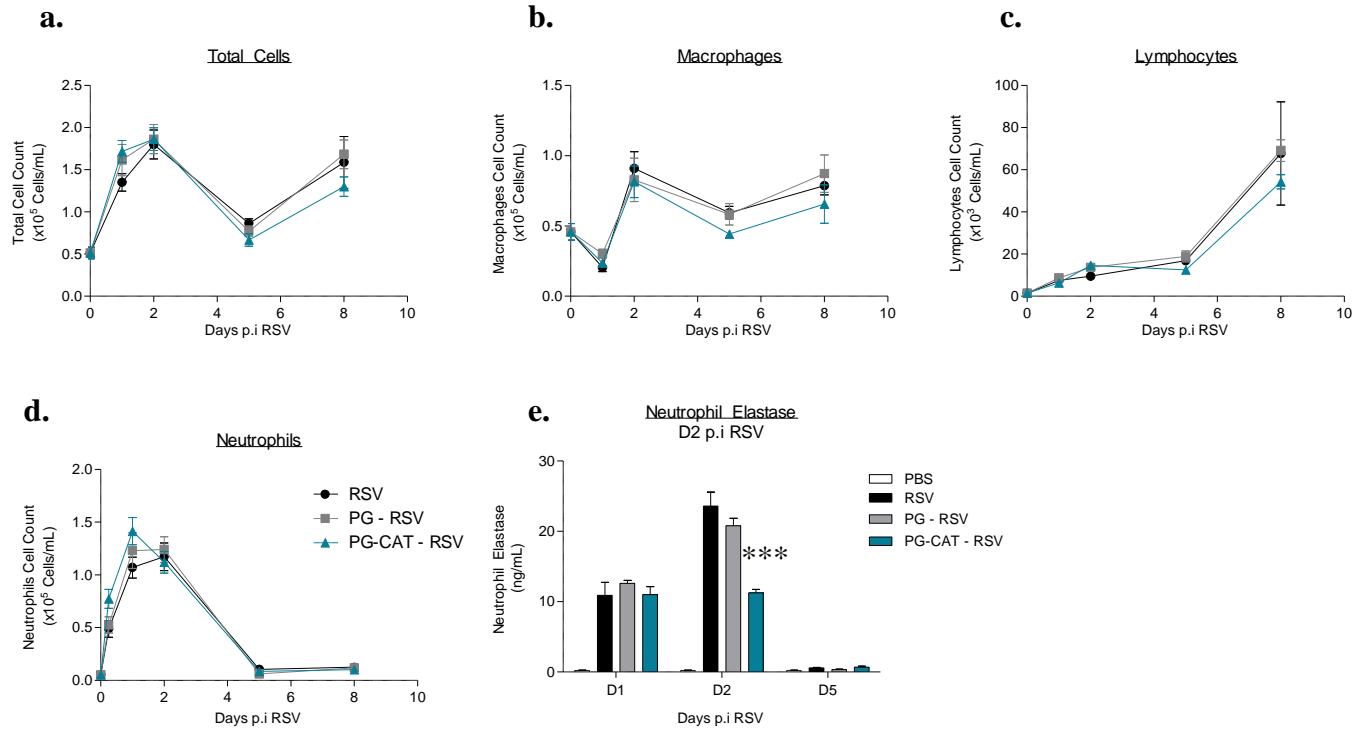 a.
Total Cells
Total Cell Count
(x10⁵ Cells/mL)
2.5
2.0
1.5
1.0
0.5
0.0
0 2 4 6 8 10
Days p.i RSV
b.
Macrophages
Macrophages Cell Count
(x10⁵ Cells/mL)
1.5
1.0
0.5
0.0
0 2 4 6 8 10
Days p.i RSV
c.
Lymphocytes
Lymphocytes Cell Count
(x10³ Cells/mL)
100
80
60
40
20
0
0 2 4 6 8 10
Days p.i RSV
d.
Neutrophils
Neutrophils Cell Count
(x10⁵ Cells/mL)
2.0
1.5
1.0
0.5
0.0
0 2 4 6 8 10
Days p.i RSV
RSV
PG - RSV
PG-CAT - RSV
e.
Neutrophil Elastase
D2 p.i RSV
Neutrophil Elastase
(ng/mL)
30
20
10
0
***
D1 D2 D5
Days p.i RSV
PBS
RSV
PG - RSV
PG-CAT - RSV